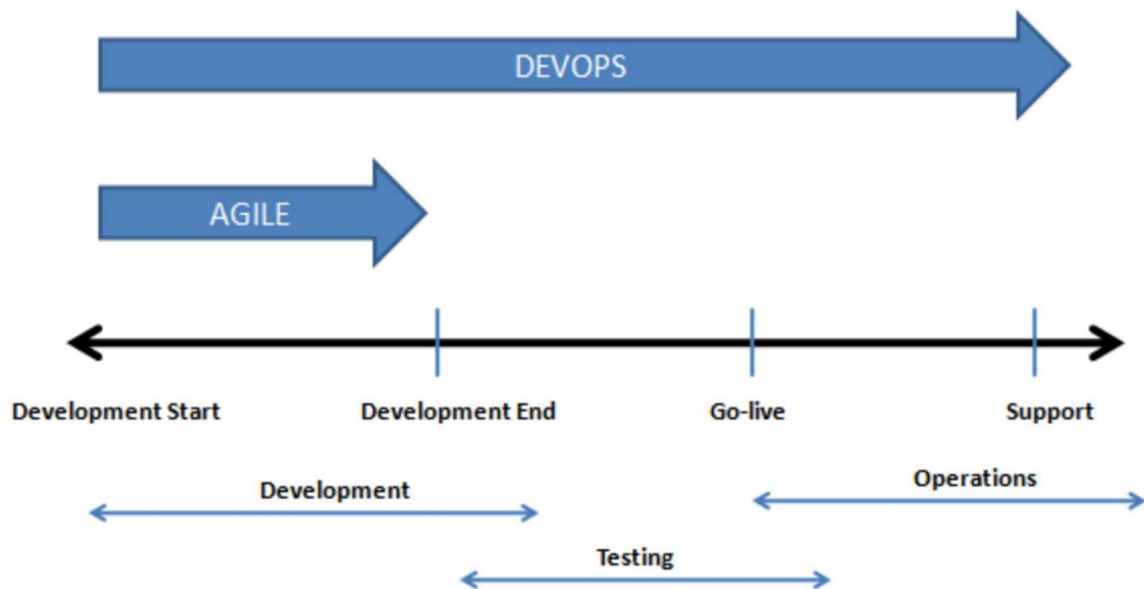 DEVOPS
AGILE
Development Start Development End Go-live Support
Development
Operations
Testing